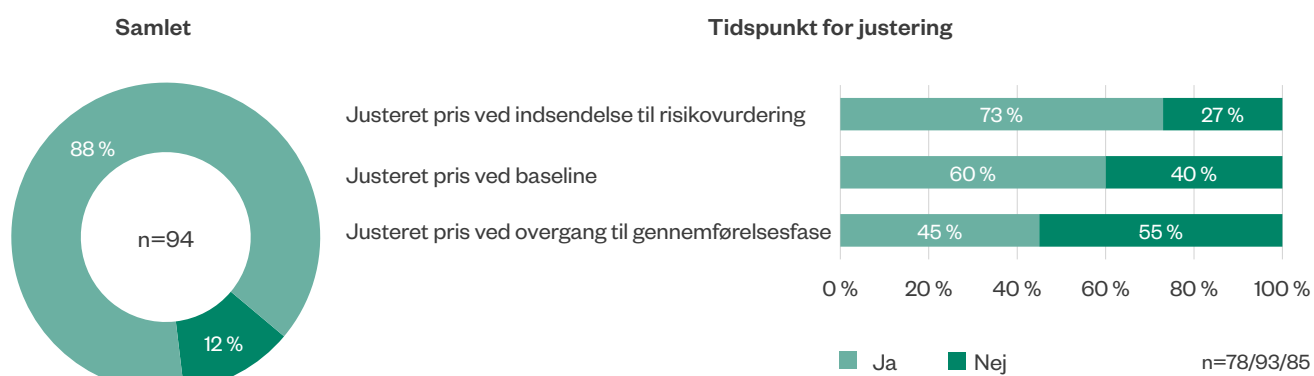 Samlet
88 %
n=94
12 %
Tidspunkt for justering
Justeret pris ved indsendelse til risikovurdering
73 %
27 %
Justeret pris ved baseline
60 %
40 %
Justeret pris ved overgang til gennemførelsesfase
45 %
55 %
0 %
20 %
40 %
60 %
80 %
100 %
Ja
Nej
n=78/93/85